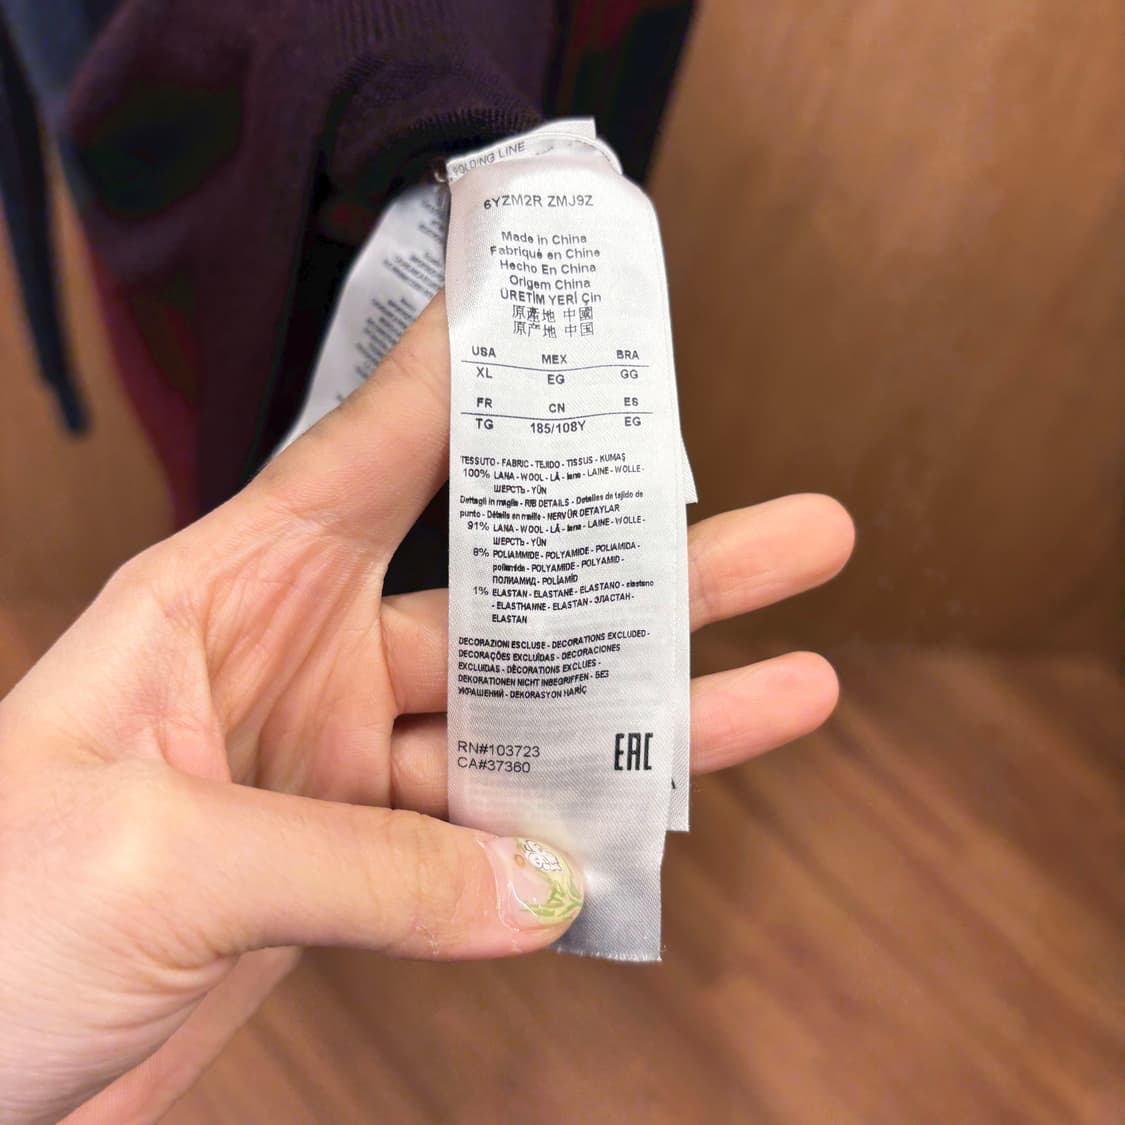 FOLDING LINE
6YZM2R ZMJ9Z
Made in China
Fabriqué en Chine
Hecho En China
Origem China
ÜRETİM YERİ Çin
原產地 中國
原产地 中国
USA MEX BRA
XL EG GG
FR CN ES
TG 185/108Y EG
TESSUTO - FABRIC - TEJIDO - TISSUS - KUMAŞ
100% LANA - WOOL - LÃ - lana - LAINE - WOLLE -
ШЕРСТЬ - YÜN
Dettagli in maglia - RIB DETAILS - Detalles de tejido de
punto - Détails en maille - NERVÜR DETAYLAR
91% LANA - WOOL - LÃ - lana - LAINE - WOLLE -
ШЕРСТЬ - YÜN
8% POLIAMMIDE - POLYAMIDE - POLIAMIDA -
poliamida - POLYAMIDE - POLYAMID -
ПОЛИАМИД - POLİAMİD
1% ELASTAN - ELASTANE - ELASTANO - elastano
- ELASTHANNE - ELASTAN - ЭЛАСТАН -
ELASTAN
DECORAZIONI ESCLUSE - DECORATIONS EXCLUDED -
DECORAÇÕES EXCLUÍDAS - DECORACIONES
EXCLUIDAS - DÉCORATIONS EXCLUES -
DEKORATIONEN NICHT INBEGRIFFEN - БЕЗ
УКРАШЕНИЙ - DEKORASYON HARİÇ
RN#103723
CA#37360
EAC